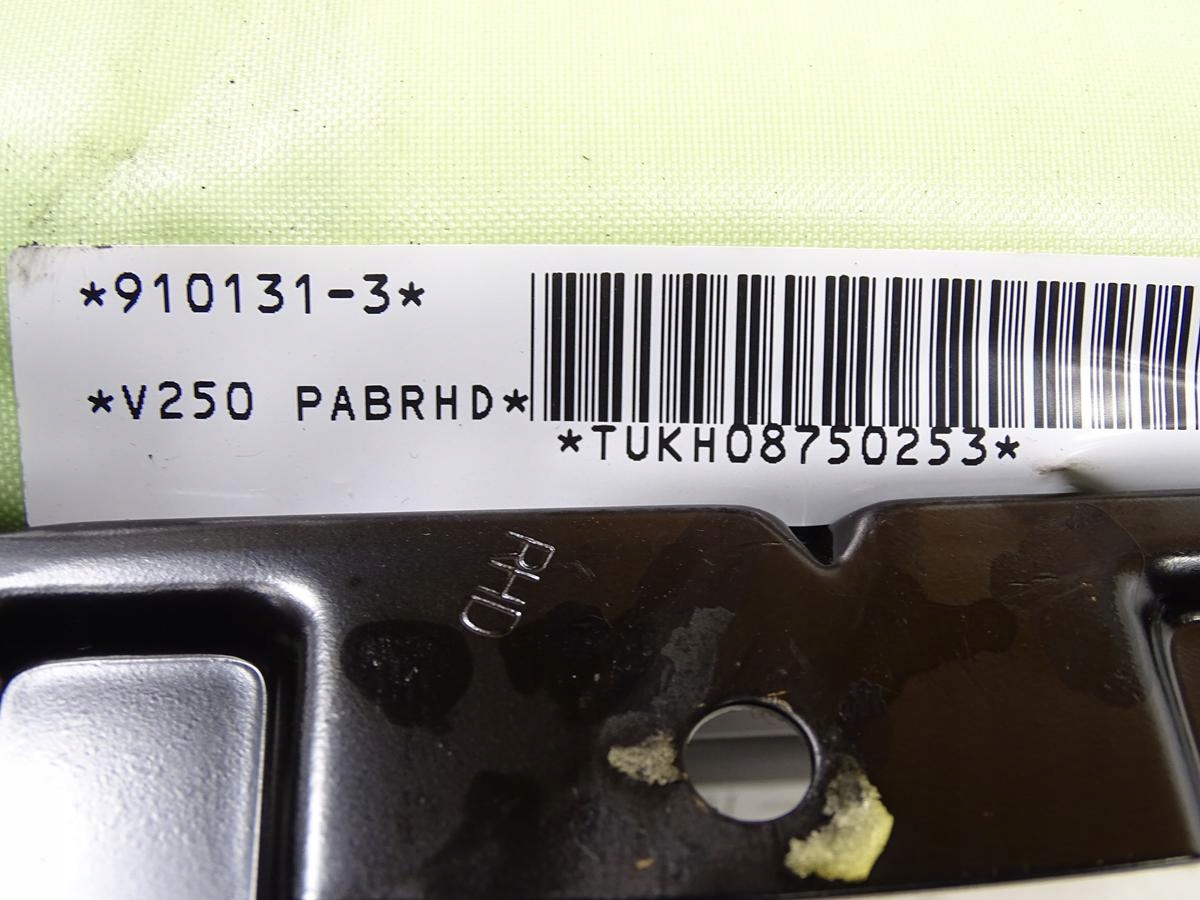 *910131-3*
*V250 PABRHD*
*TUKH08750253*
RHD